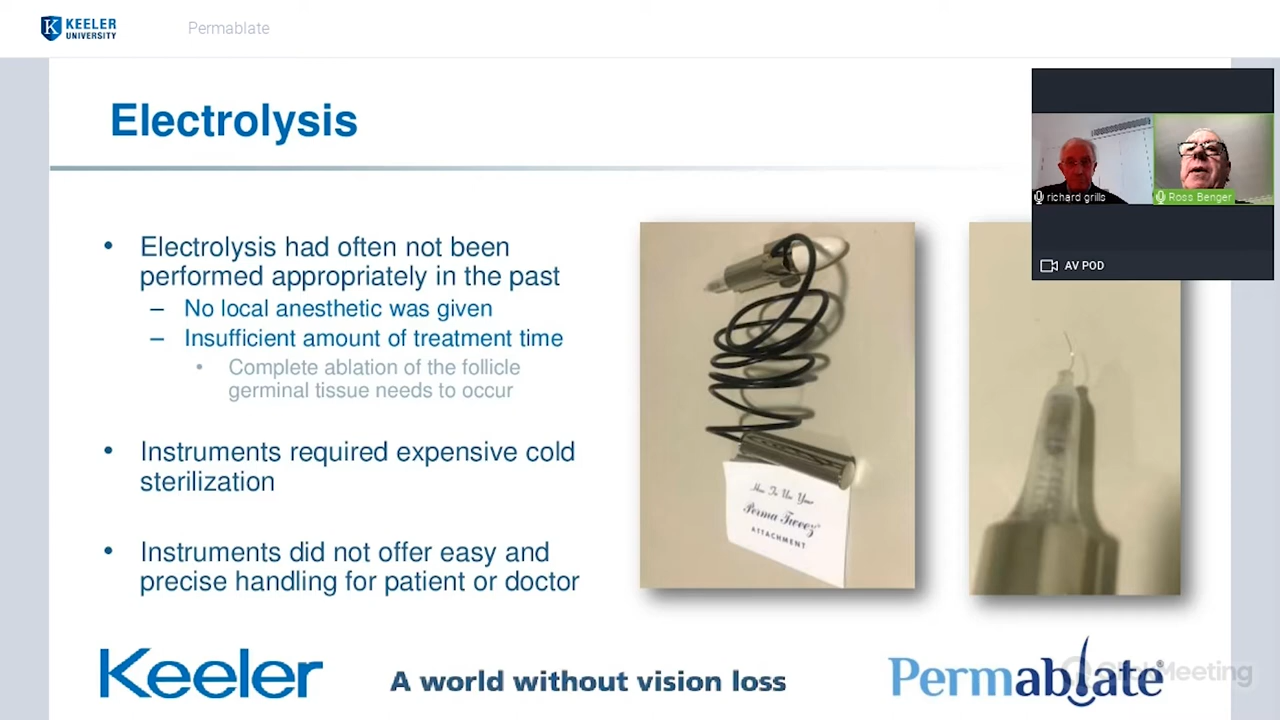 KEELER
UNIVERSITY
Permablate
Electrolysis
richard grills
Ross Benger
AV POD
• Electrolysis had often not been
performed appropriately in the past
– No local anesthetic was given
– Insufficient amount of treatment time
• Complete ablation of the follicle
germinal tissue needs to occur
• Instruments required expensive cold
sterilization
• Instruments did not offer easy and
precise handling for patient or doctor
How To Use Your
Perma Tweez
ATTACHMENT
Keeler
A world without vision loss
Permablate®
ClickMeeting